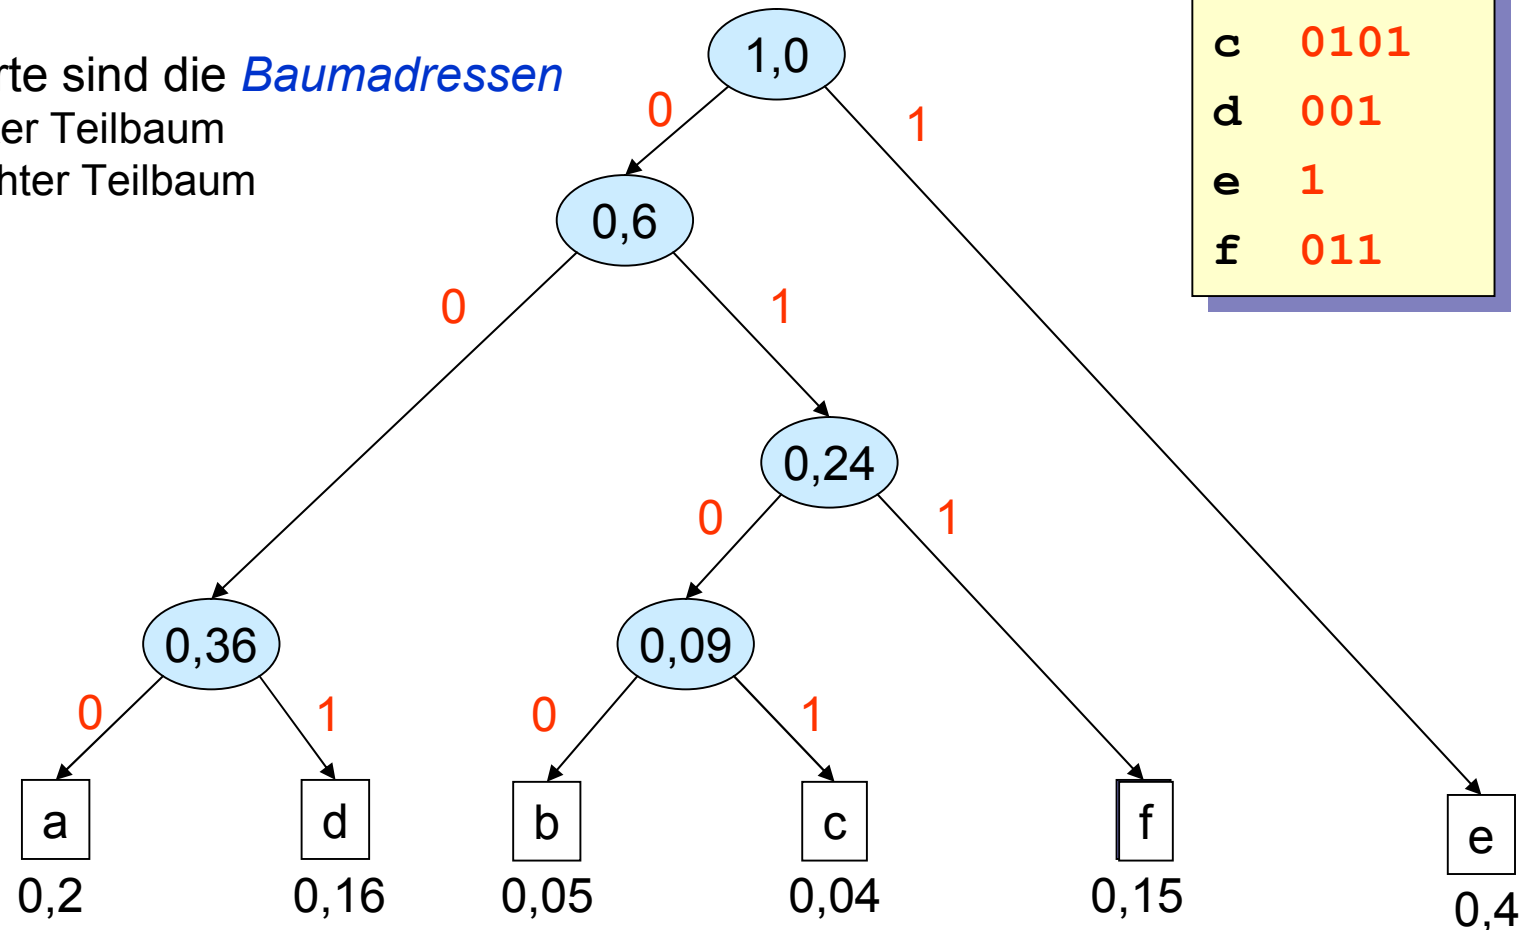 rte sind die Baumadressen
er Teilbaum
hter Teilbaum
c 0101
d 001
e 1
f 011
1,0
0 1
0,6
0 1
0,24
0 1
0,36 0,09
0 1 0 1
a d b c f e
0,2 0,16 0,05 0,04 0,15 0,4